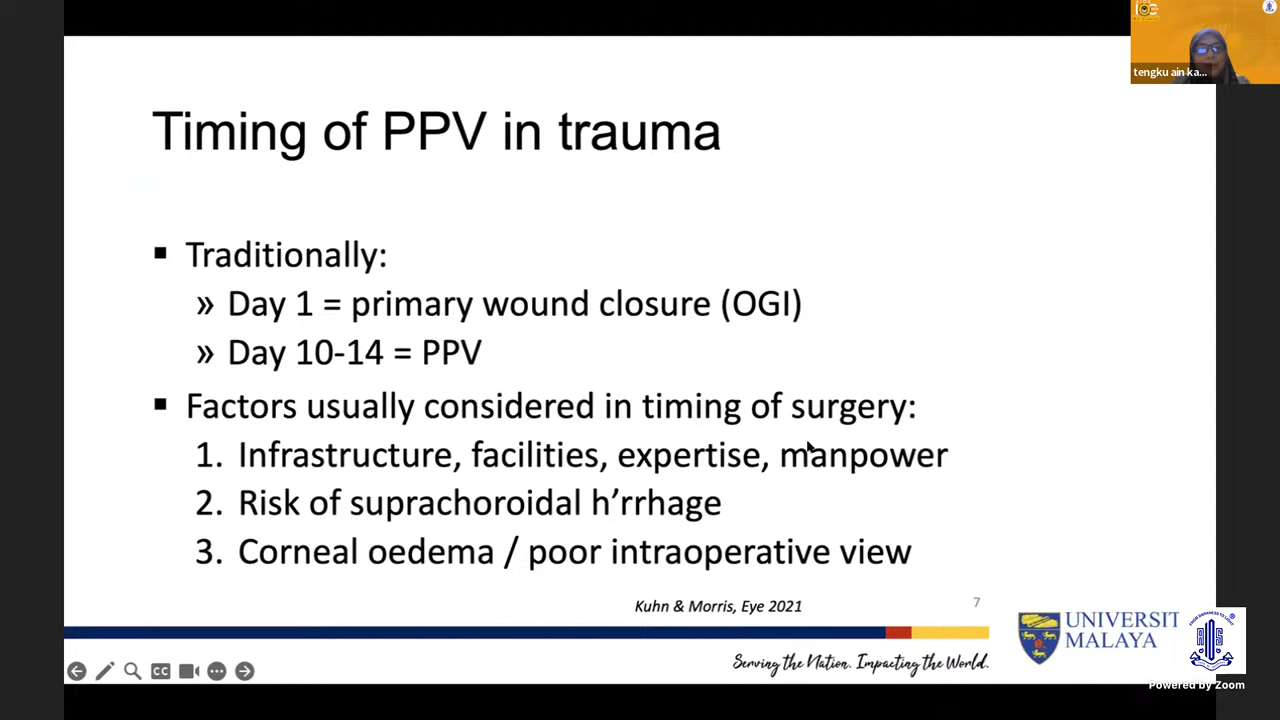 IOC
tengku ain ka...
Timing of PPV in trauma
▪ Traditionally:
» Day 1 = primary wound closure (OGI)
» Day 10-14 = PPV
▪ Factors usually considered in timing of surgery:
1. Infrastructure, facilities, expertise, manpower
2. Risk of suprachoroidal h’rrhage
3. Corneal oedema / poor intraoperative view
Kuhn & Morris, Eye 2021
7
UNIVERSIT
MALAYA
Serving the Nation. Impacting the World.
CC
Powered by Zoom